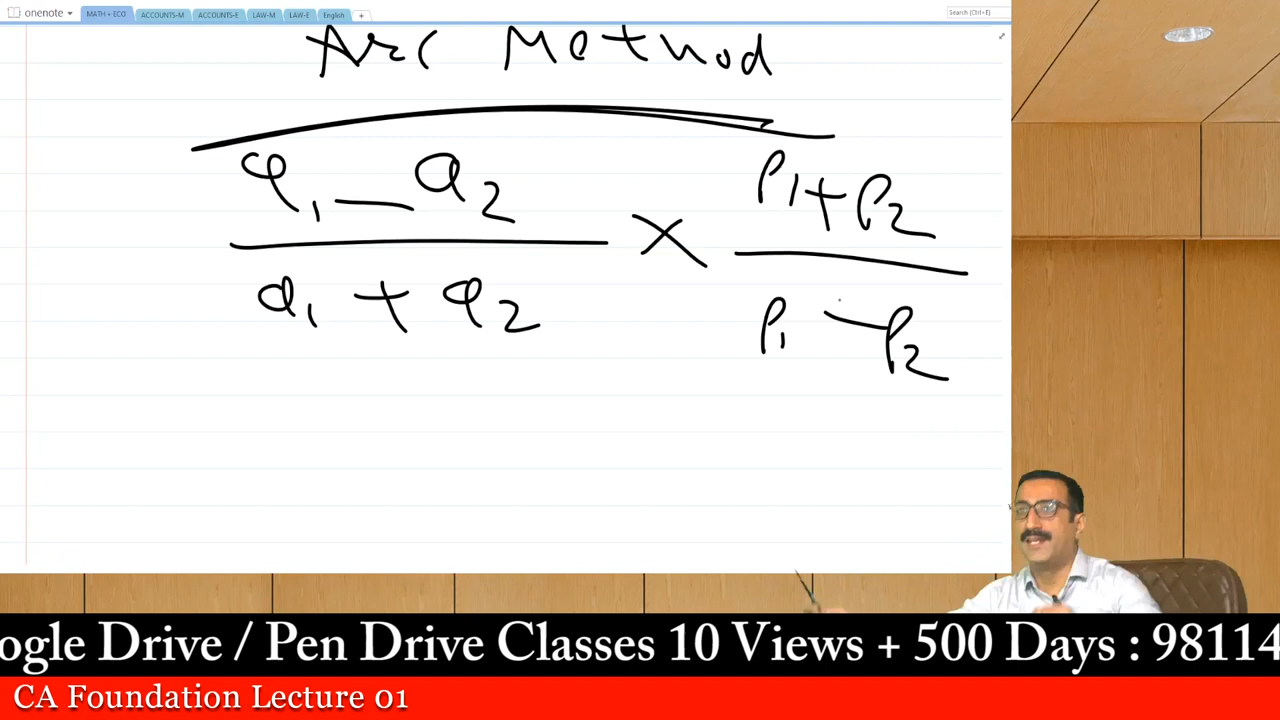 onenote MATH + ECO ACCOUNTS-M ACCOUNTS-E LAW-M LAW-E English +
Search (Ctrl+E)
Arc Method
q1 - q2 × p1 + p2
q1 + q2 p1 - p2
ogle Drive / Pen Drive Classes 10 Views + 500 Days : 98114
CA Foundation Lecture 01